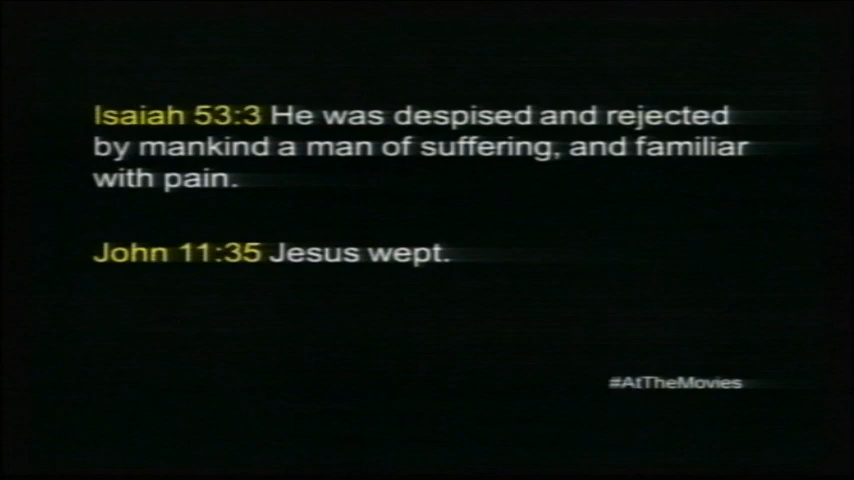 Isaiah 53:3 He was despised and rejected
by mankind a man of suffering, and familiar
with pain.
John 11:35 Jesus wept.
#AtTheMovies